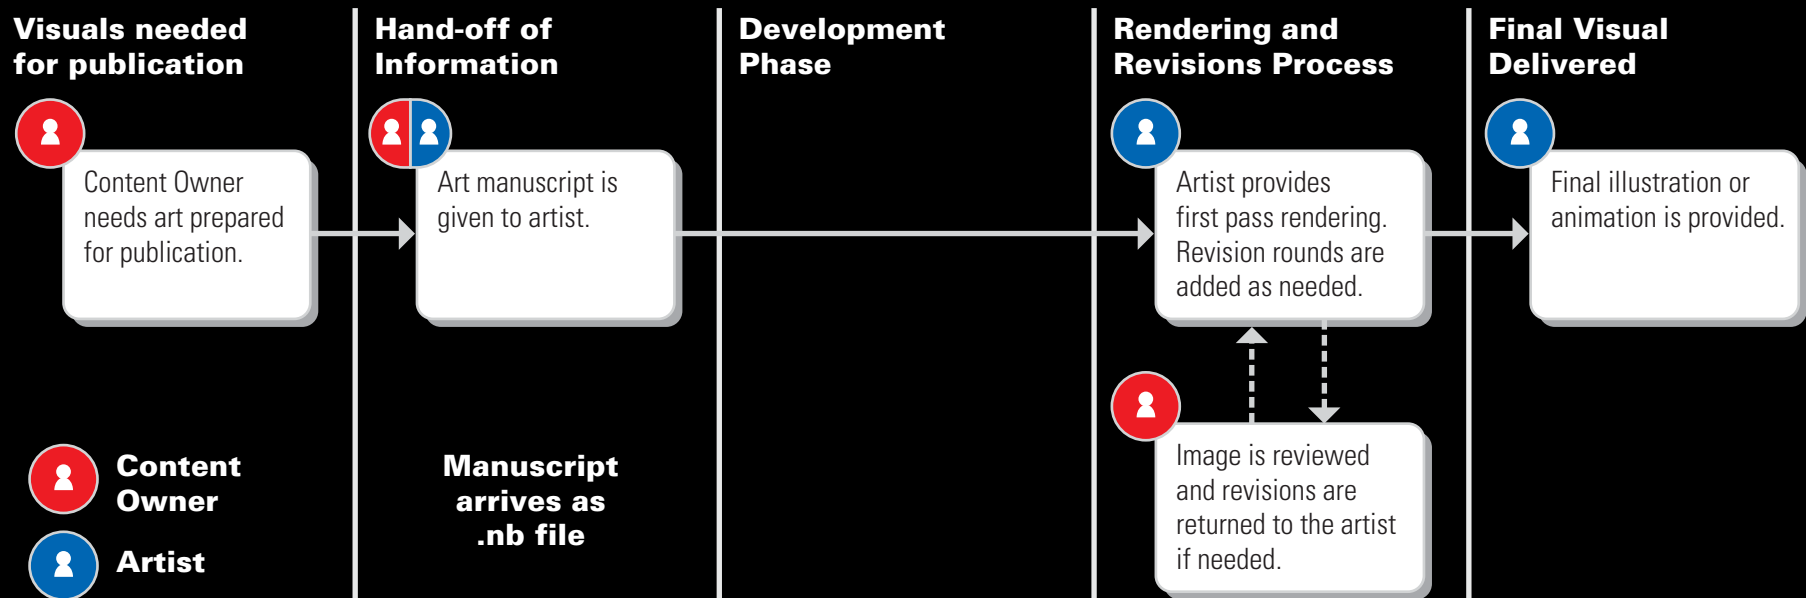 Visuals needed
for publication
Hand-off of
Information
Development
Phase
Rendering and
Revisions Process
Final Visual
Delivered
Content Owner
needs art prepared
for publication.
Art manuscript is
given to artist.
Artist provides
first pass rendering.
Revision rounds are
added as needed.
Final illustration or
animation is provided.
Content
Owner
Artist
Manuscript
arrives as
.nb file
Image is reviewed
and revisions are
returned to the artist
if needed.